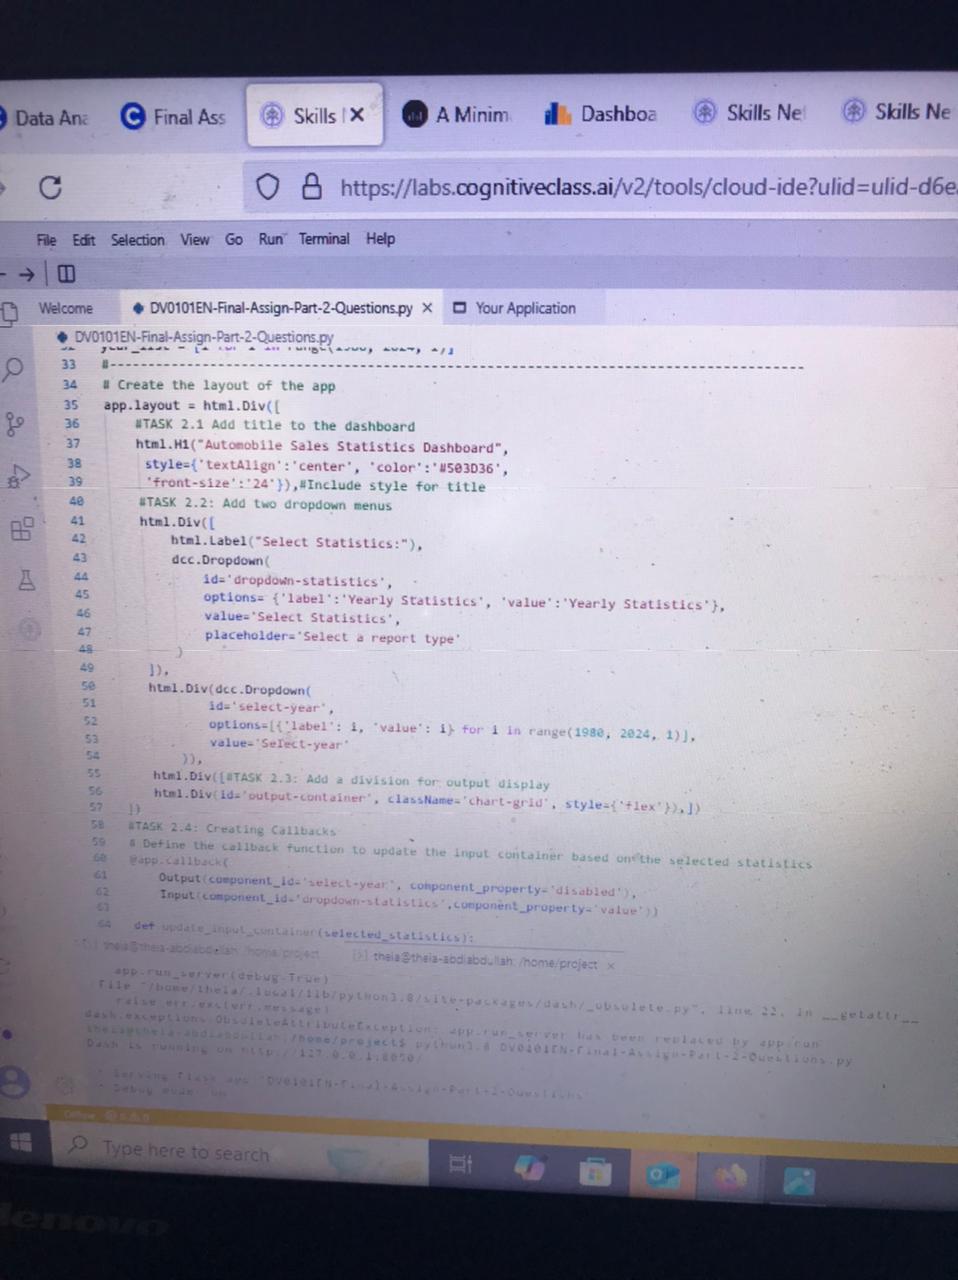 Data Ana
Final Ass
Skills
A Minim
Dashboa
Skills Ne
Skills Ne
https://labs.cognitiveclass.ai/v2/tools/cloud-ide?ulid=ulid-d6e
File Edit Selection View Go Run Terminal Help
Welcome
DV0101EN-Final-Assign-Part-2-Questions.py
Your Application
DV0101EN-Final-Assign-Part-2-Questions.py
32 year_list = [i for i in range(1980, 2024, 1)]
33 #---------------------------------------------------------------------------------------
34 # Create the layout of the app
35 app.layout = html.Div([
36 #TASK 2.1 Add title to the dashboard
37 html.H1("Automobile Sales Statistics Dashboard",
38 style={'textAlign':'center', 'color':'#503D36',
39 'front-size':'24'}),#Include style for title
40 #TASK 2.2: Add two dropdown menus
41 html.Div([
42 html.Label("Select Statistics:"),
43 dcc.Dropdown(
44 id='dropdown-statistics',
45 options= {'label':'Yearly Statistics', 'value':'Yearly Statistics'},
46 value='Select Statistics',
47 placeholder='Select a report type'
48 )
49 ]),
50 html.Div(dcc.Dropdown(
51 id='select-year',
52 options=[{'label': i, 'value': i} for i in range(1980, 2024, 1)],
53 value='Select-year'
54 )),
55 html.Div([#TASK 2.3: Add a division for output display
56 html.Div(id='output-container', className='chart-grid', style={'flex'}),])
57 ])
58 #TASK 2.4: Creating Callbacks
59 # Define the callback function to update the input container based on the selected statistics
60 @app.callback(
61 Output(component_id='select-year', component_property='disabled'),
62 Input(component_id='dropdown-statistics',component_property='value'))
63
64 def update_input_container(selected_statistics):
theia@theia-abdiabdullah: /home/project
theia@theia-abdiabdullah: /home/project
app.run_server(debug=True)
File "/home/theia/.local/lib/python3.8/site-packages/dash/_obsolete.py", line 22, in __getattr__
raise err.exc(err.message)
dash.exceptions.ObsoleteAttributeException: app.run_server has been replaced by app.run
theia@theia-abdiabdullah:/home/project$ python3.8 DV0101EN-Final-Assign-Part-2-Questions.py
Dash is running on http://127.0.0.1:8050/
* Serving Flask app 'DV0101EN-Final-Assign-Part-2-Questions'
* Debug mode: on
Type here to search
lenovo